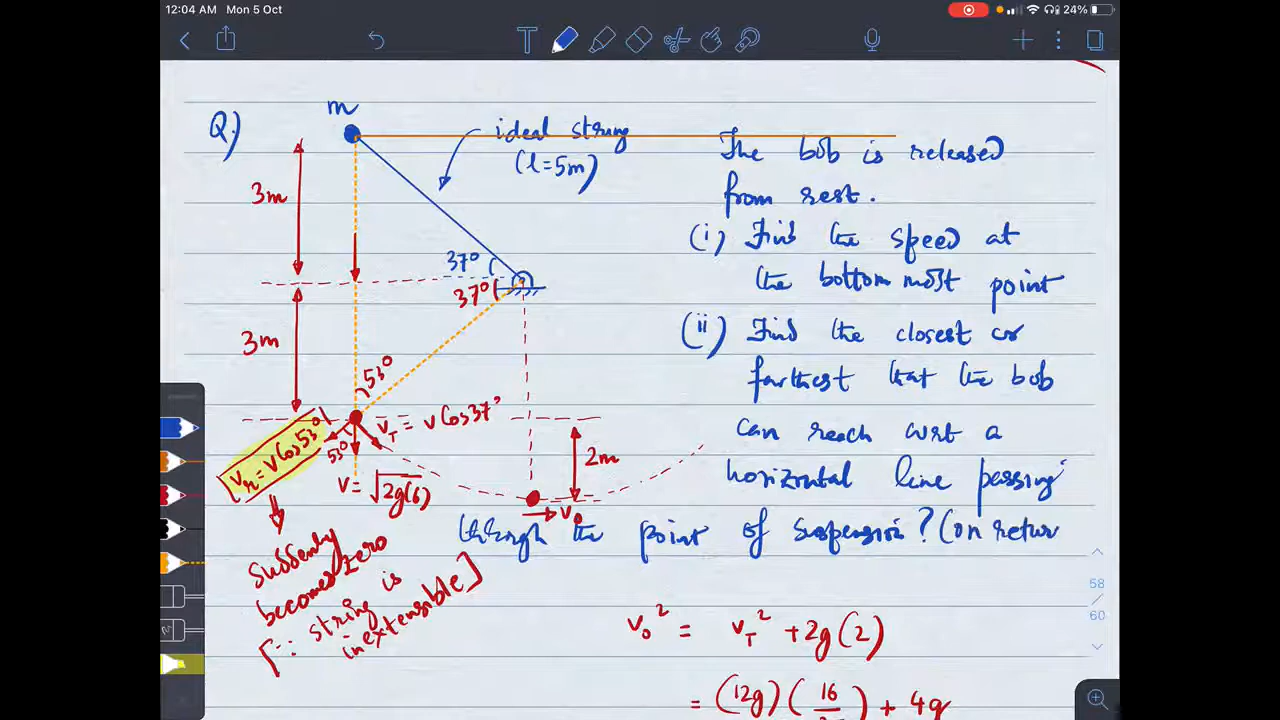 12:04 AM Mon 5 Oct
24%
Q.)
m
ideal string
(l=5m)
3m
37°
37°
3m
53°
The bob is released
from rest.
(i) Find the speed at
the bottom most point
(ii) Find the closest or
farthest that the bob
can reach wrt a
horizontal line passing
through the point of suspension? (on return
v_T = v cos37°
53°
v_r = v cos53°
v = √2g(6)
2m
v₀
suddenly
becomes zero
[∵ string is
inextensible]
v₀² = v_T² + 2g(2)
= (12g)(16/) + 4g
58
/
60